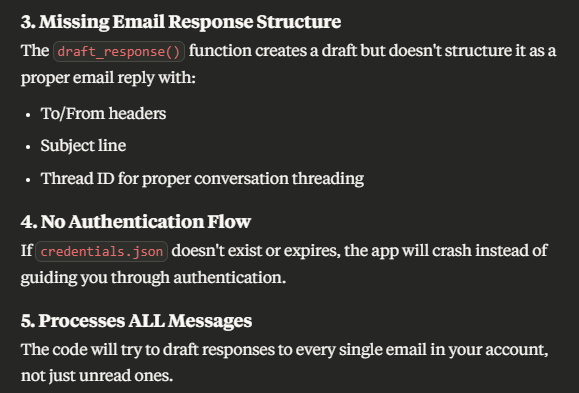 3. Missing Email Response Structure
The draft_response() function creates a draft but doesn't structure it as a
proper email reply with:
• To/From headers
• Subject line
• Thread ID for proper conversation threading
4. No Authentication Flow
If credentials.json doesn't exist or expires, the app will crash instead of
guiding you through authentication.
5. Processes ALL Messages
The code will try to draft responses to every single email in your account,
not just unread ones.